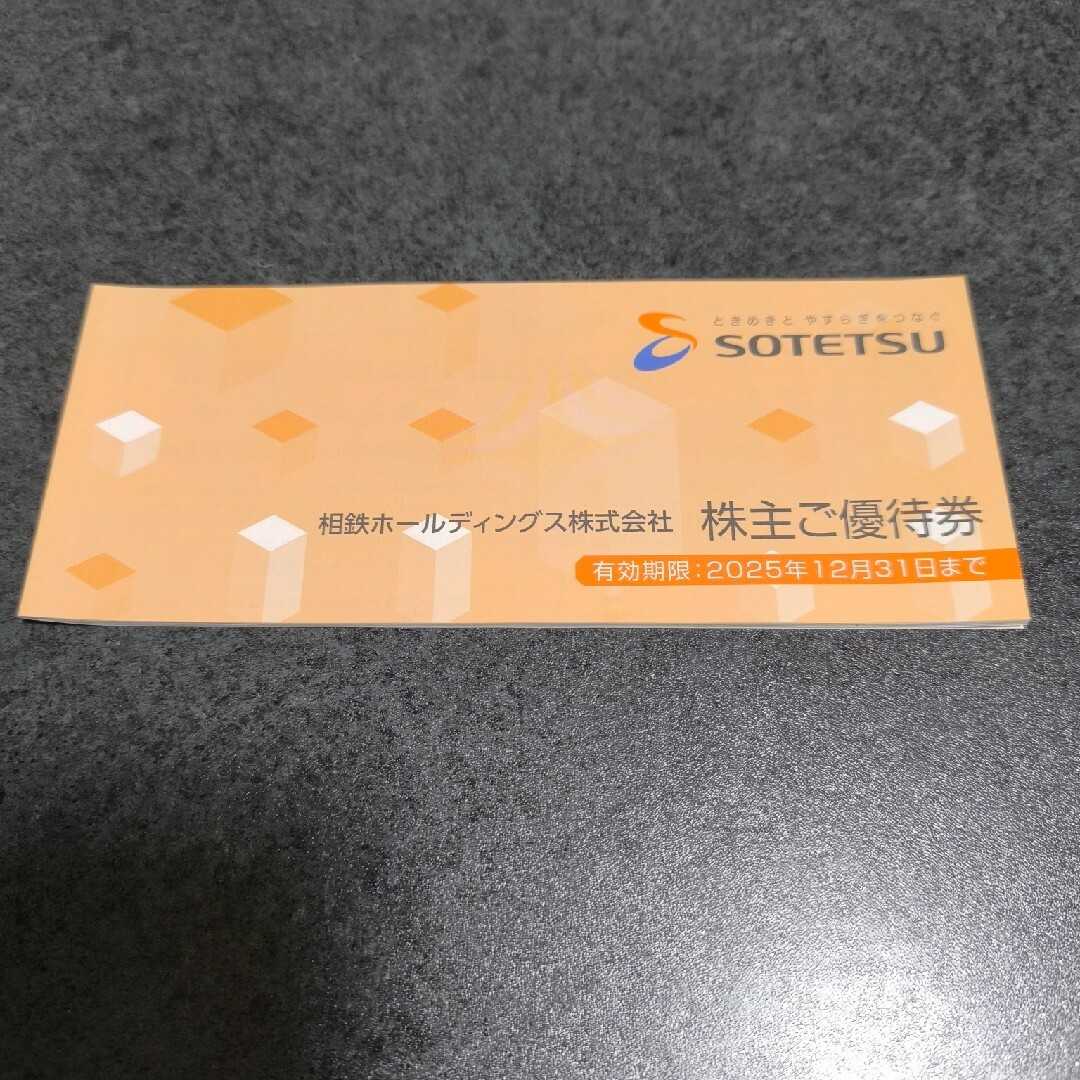 ときめきと やすらぎをつなぐ
SOTETSU
相鉄ホールディングス株式会社 株主ご優待券
有効期限:2025年12月31日まで